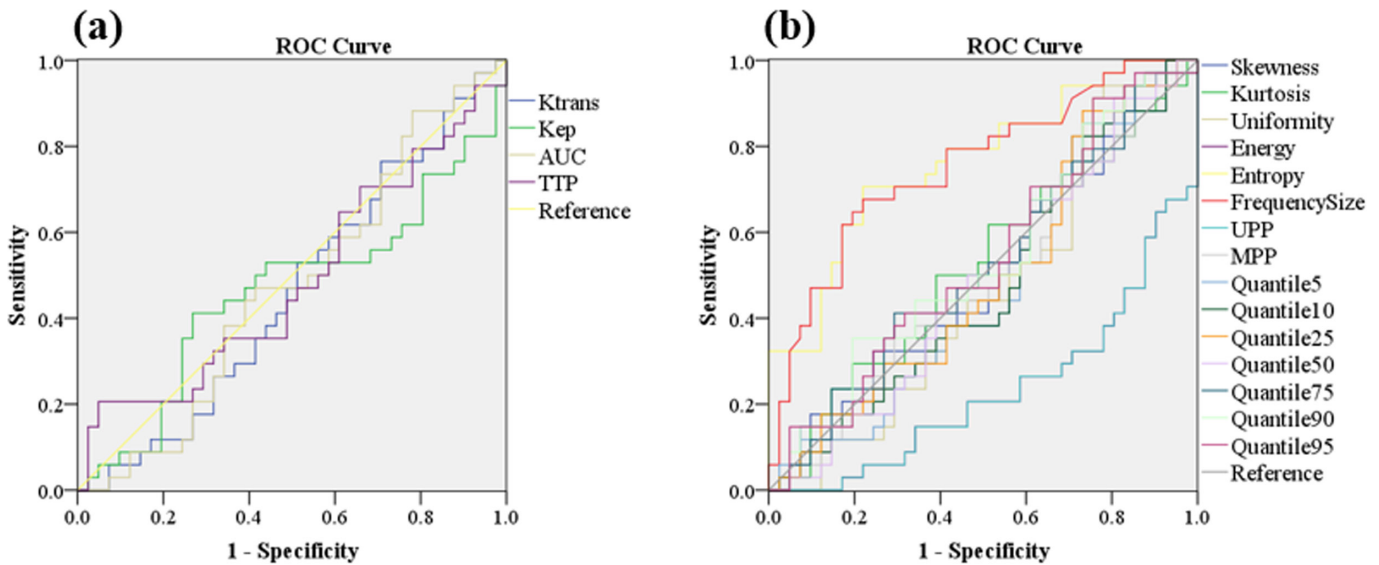 (a)
ROC Curve
1.0
0.8
0.6
0.4
0.2
0.0
Sensitivity
0.0 0.2 0.4 0.6 0.8 1.0
1 - Specificity
Ktrans
Kep
AUC
TTP
Reference
(b)
ROC Curve
1.0
0.8
0.6
0.4
0.2
0.0
Sensitivity
0.0 0.2 0.4 0.6 0.8 1.0
1 - Specificity
Skewness
Kurtosis
Uniformity
Energy
Entropy
FrequencySize
UPP
MPP
Quantile5
Quantile10
Quantile25
Quantile50
Quantile75
Quantile90
Quantile95
Reference